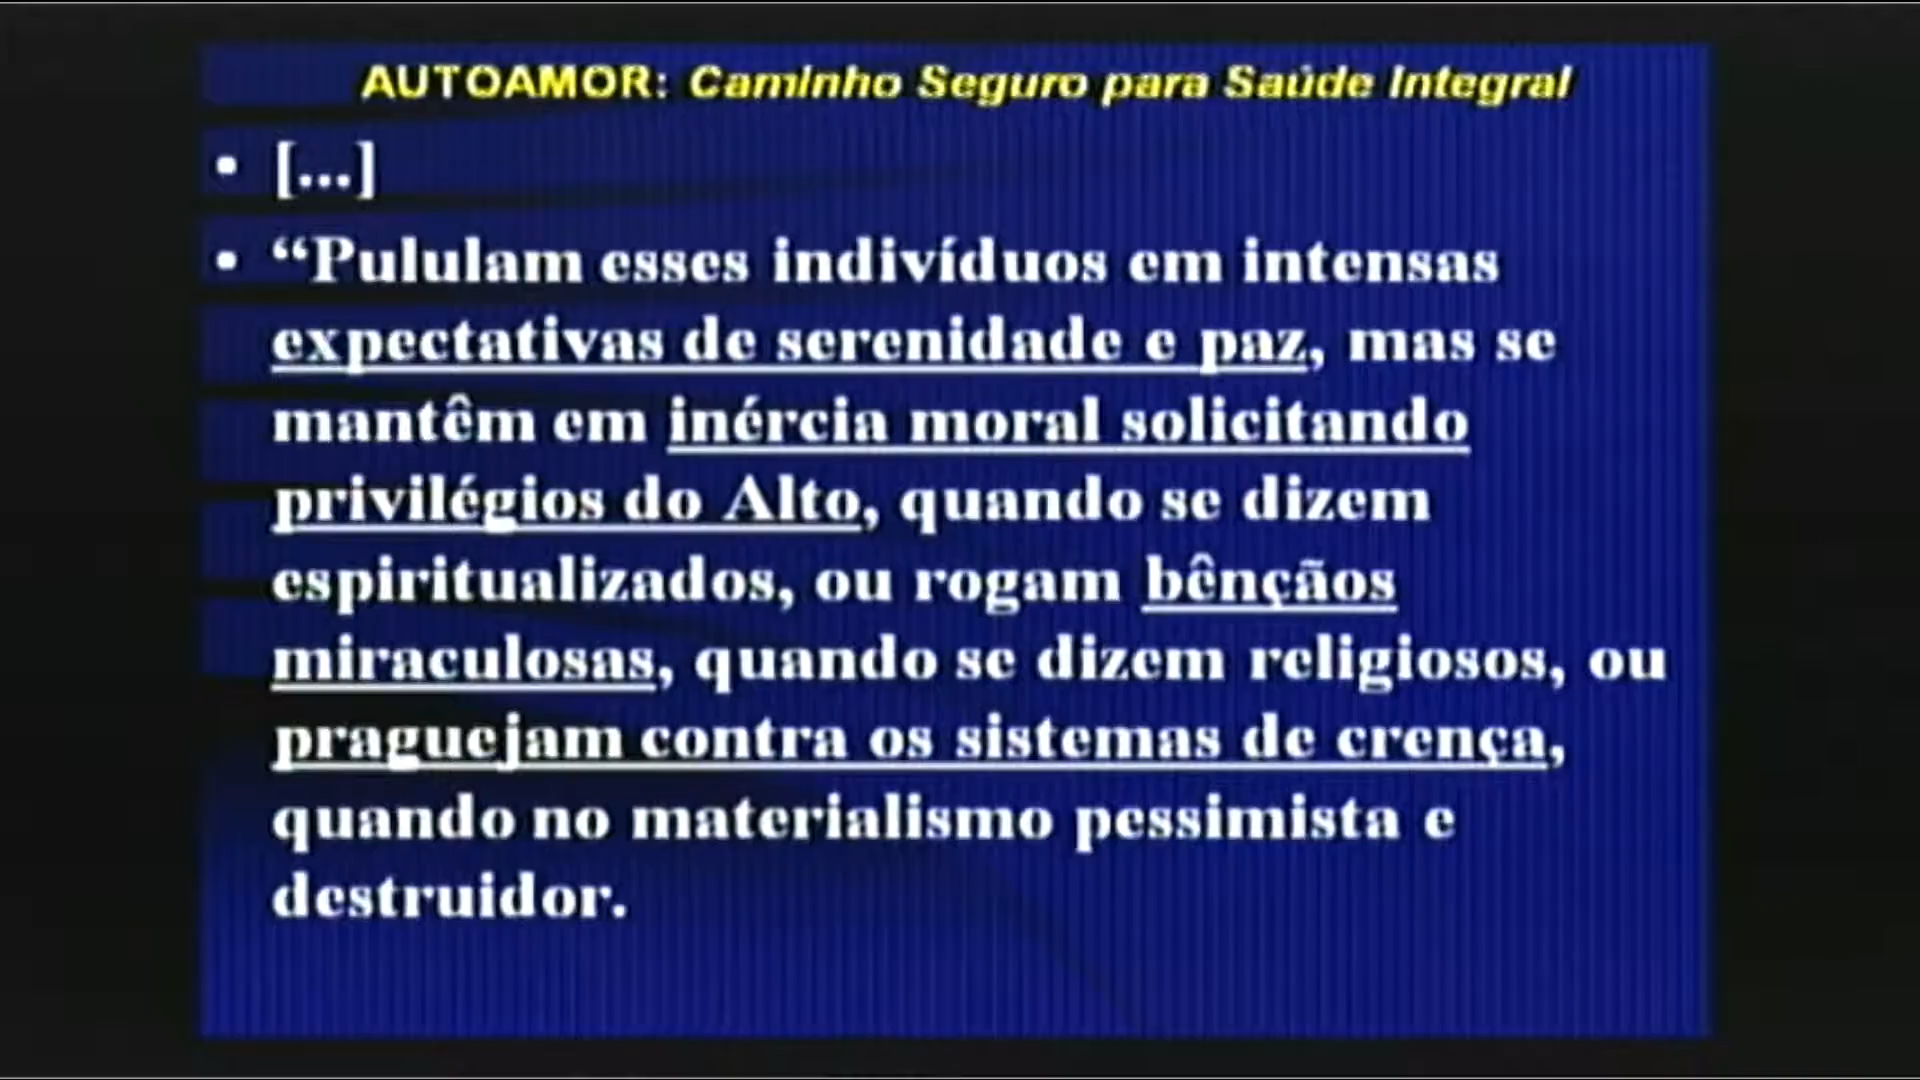 AUTOAMOR: Caminho Seguro para Saúde Integral
• [...]
• “Pululam esses indivíduos em intensas
expectativas de serenidade e paz, mas se
mantêm em inércia moral solicitando
privilégios do Alto, quando se dizem
espiritualizados, ou rogam bênçãos
miraculosas, quando se dizem religiosos, ou
praguejam contra os sistemas de crença,
quando no materialismo pessimista e
destruidor.